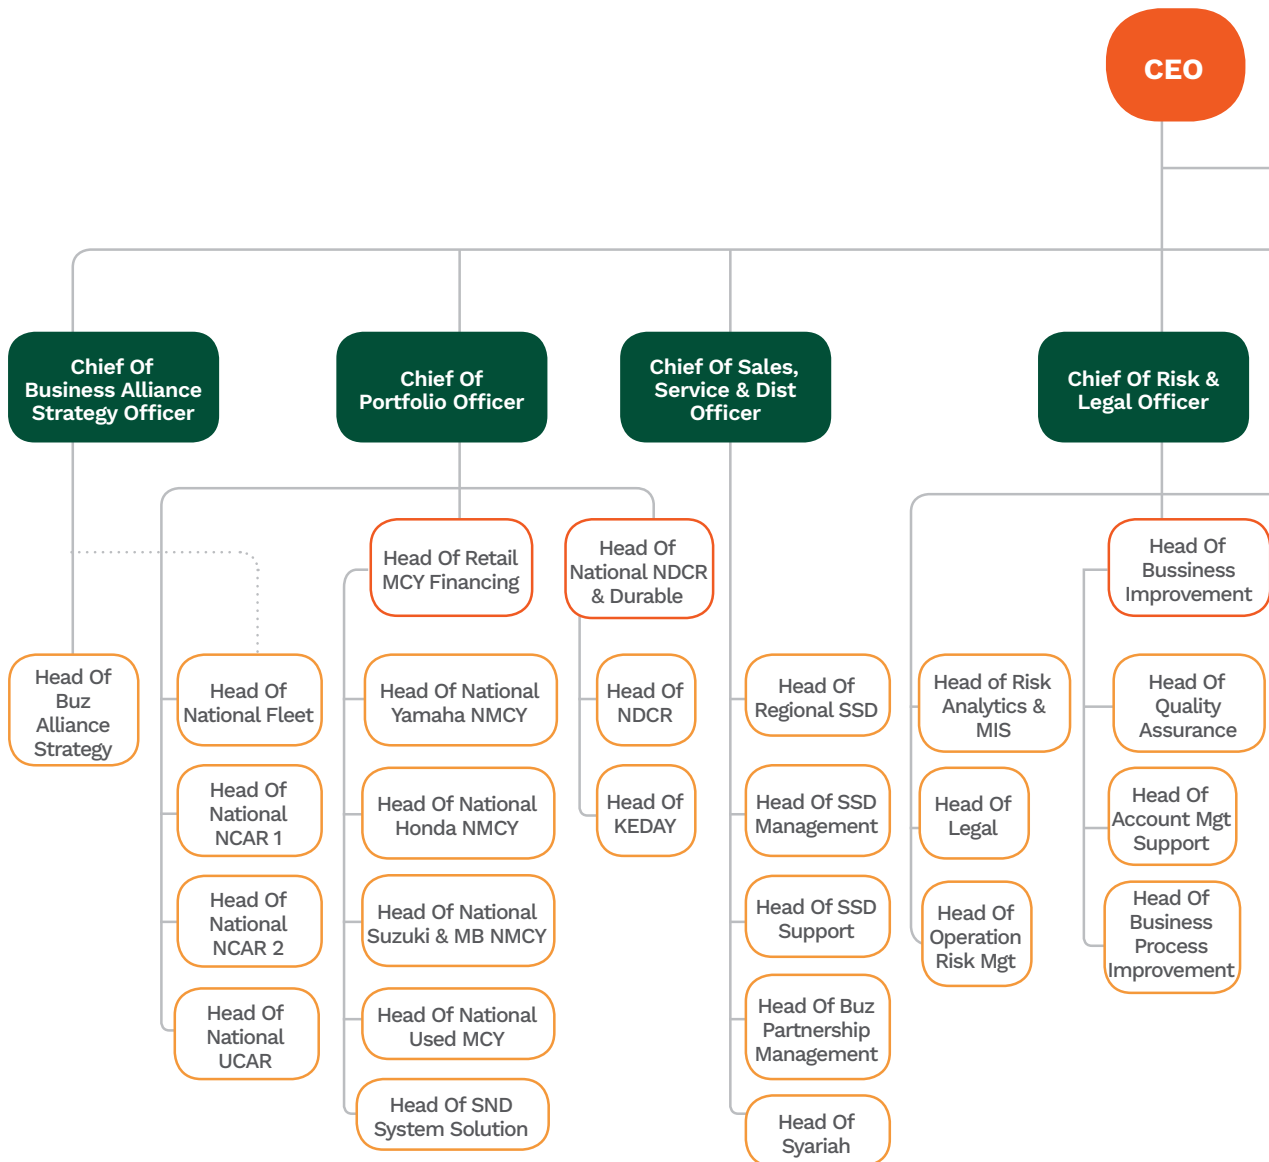 CEO
Chief Of
Business Alliance
Strategy Officer
Chief Of
Portfolio Officer
Chief Of Sales,
Service & Dist
Officer
Chief Of Risk &
Legal Officer
Head Of
Buz
Alliance
Strategy
Head Of
National Fleet
Head Of
National
NCAR 1
Head Of
National
NCAR 2
Head Of
National
UCAR
Head Of Retail
MCY Financing
Head Of National
Yamaha NMCY
Head Of National
Honda NMCY
Head Of National
Suzuki & MB NMCY
Head Of National
Used MCY
Head Of SND
System Solution
Head Of
National NDCR
& Durable
Head Of
NDCR
Head Of
KEDAY
Head Of
Regional SSD
Head Of SSD
Management
Head Of SSD
Support
Head Of Buz
Partnership
Management
Head Of
Syariah
Head of Risk
Analytics &
MIS
Head Of
Legal
Head Of
Operation
Risk Mgt
Head Of
Bussiness
Improvement
Head Of
Quality
Assurance
Head Of
Account Mgt
Support
Head Of
Business
Process
Improvement